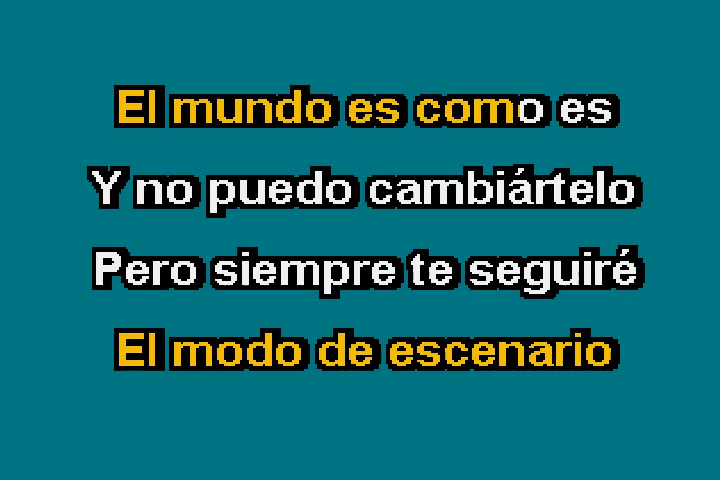 El mundo es como es
Y no puedo cambiártelo
Pero siempre te seguiré
El modo de escenario